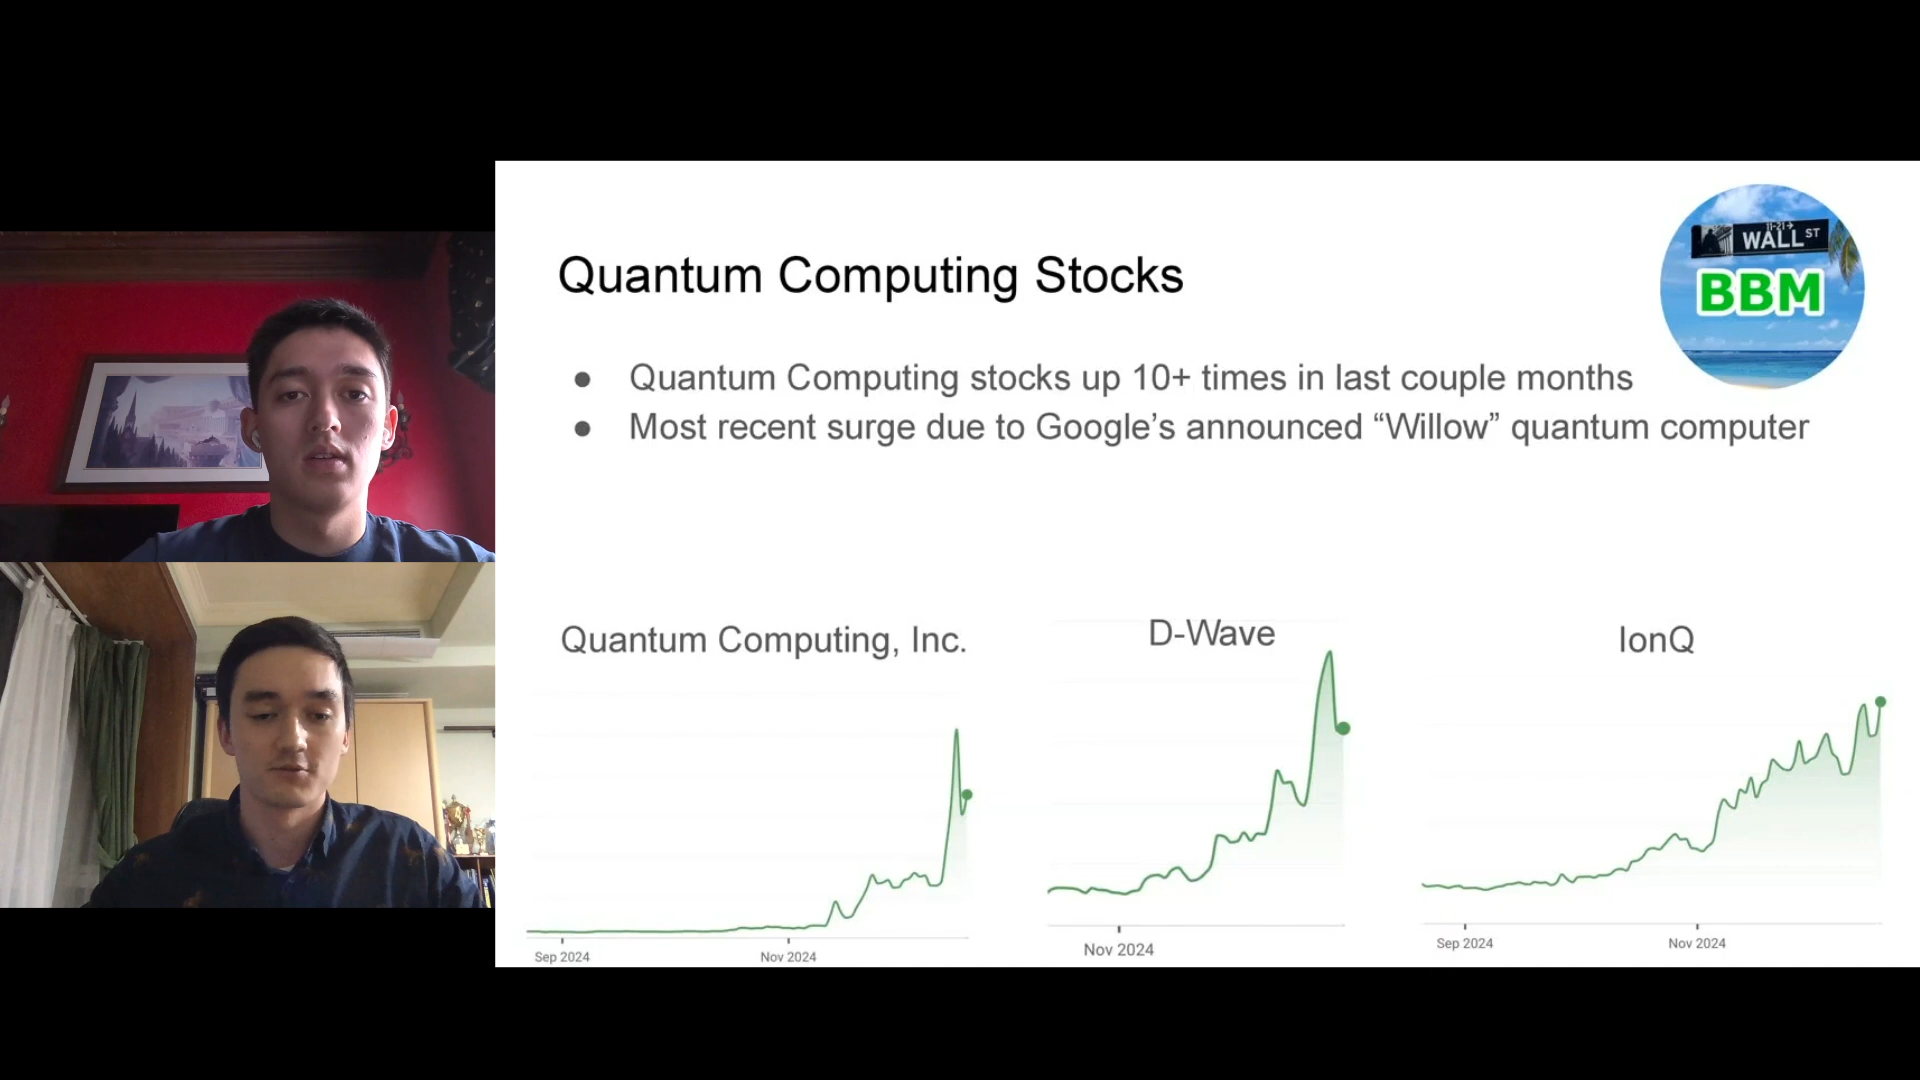 11-21→
WALL ST
BBM
Quantum Computing Stocks
● Quantum Computing stocks up 10+ times in last couple months
● Most recent surge due to Google’s announced “Willow” quantum computer
Quantum Computing, Inc.
D-Wave
IonQ
Sep 2024
Nov 2024
Nov 2024
Sep 2024
Nov 2024